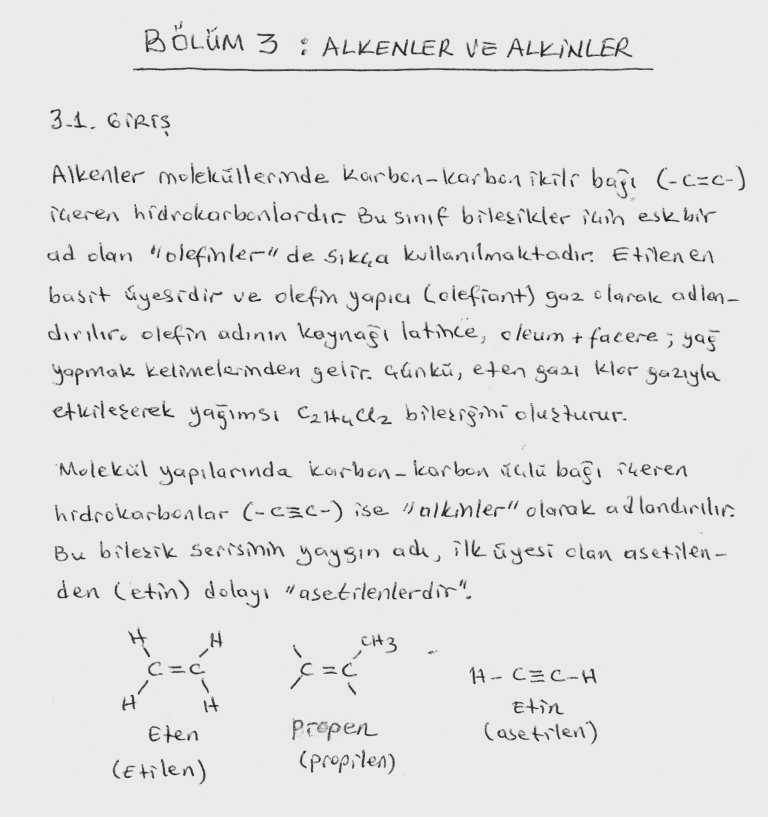 BÖLÜM 3 : ALKENLER VE ALKİNLER
3.1. GİRİŞ
Alkenler moleküllerinde karbon-karbon ikili bağı (-C=C-)
içeren hidrokarbonlardır. Bu sınıf bileşikler için eski bir
ad olan "olefinler" de sıkça kullanılmaktadır. Etilen en
basit üyesidir ve olefin yapıcı (olefiant) gaz olarak adlan-
dırılır. olefin adının kaynağı latince, oleum + facere ; yağ
yapmak kelimelerinden gelir. Çünkü, eten gazı klor gazıyla
etkileşerek yağımsı C2H4Cl2 bileşiğini oluşturur.
Molekül yapılarında karbon-karbon üçlü bağı içeren
hidrokarbonlar (-C≡C-) ise "alkinler" olarak adlandırılır.
Bu bileşik serisinin yaygın adı, ilk üyesi olan asetilen-
den (etin) dolayı "asetilenlerdir".
H H CH3
C=C C=C H-C≡C-H
H H Etin
Eten Propen (asetilen)
(Etilen) (propilen)